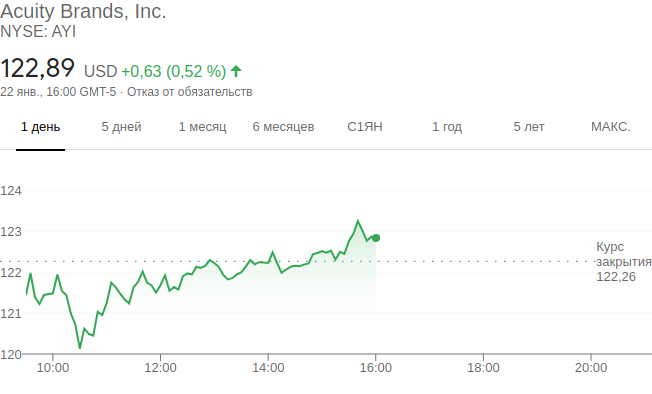 Acuity Brands, Inc.
NYSE: AYI
122,89 USD +0,63 (0,52 %)
22 янв., 16:00 GMT-5 · Отказ от обязательств
1 день 5 дней 1 месяц 6 месяцев С1ЯН 1 год 5 лет МАКС.
124
123
Курс
закрытия
122,26
122
121
120
10:00 12:00 14:00 16:00 18:00 20:00